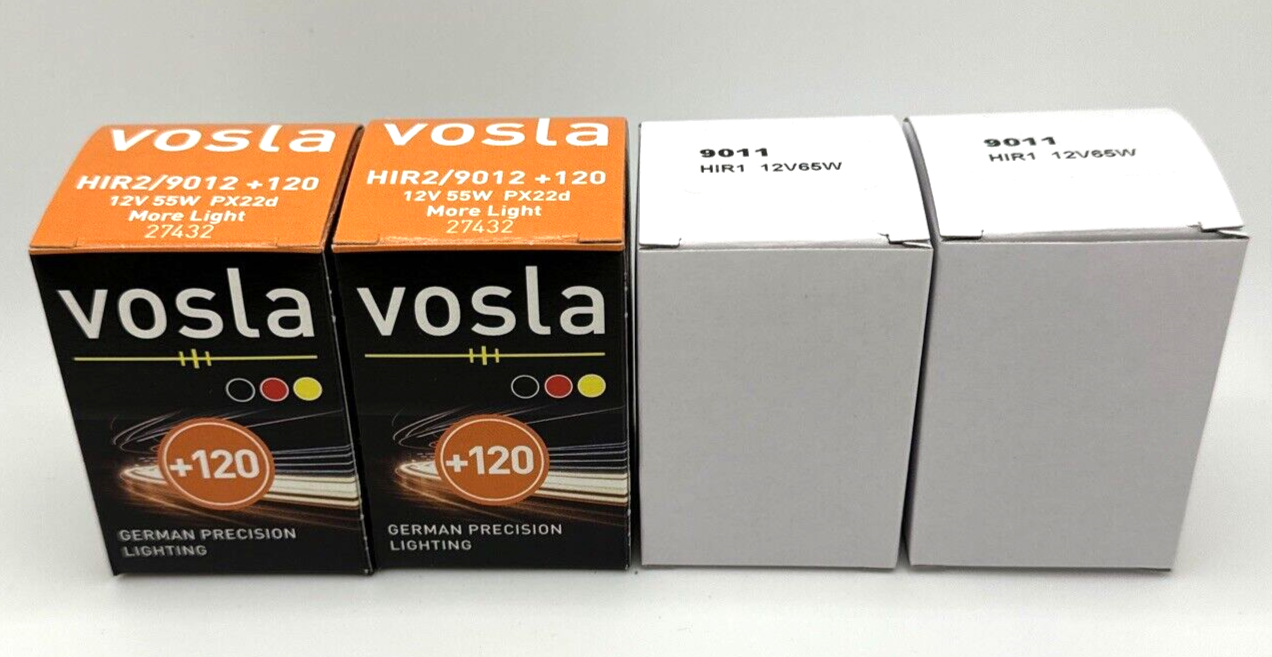 vosla
HIR2/9012 +120
12V 55W PX22d
More Light
27432
vosla
+120
GERMAN PRECISION
LIGHTING
vosla
HIR2/9012 +120
12V 55W PX22d
More Light
27432
vosla
+120
GERMAN PRECISION
LIGHTING
9011
HIR1 12V65W
9011
HIR1 12V65W